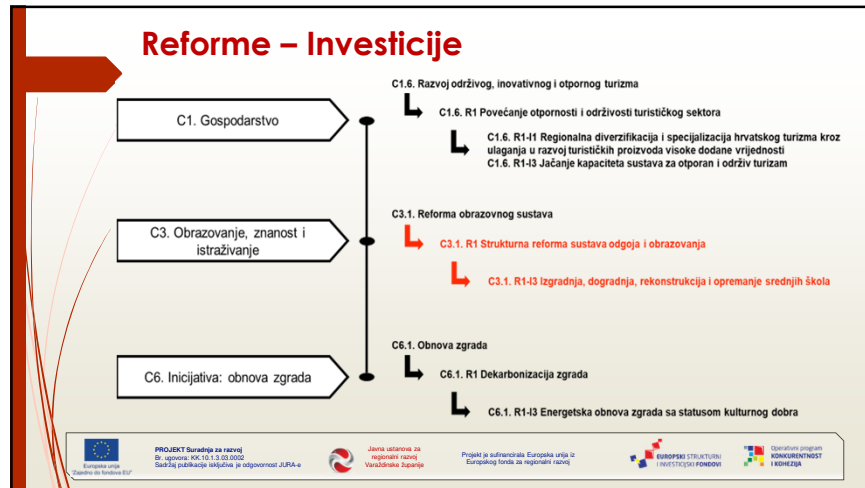 Reforme – Investicije
C1. Gospodarstvo
C1.6. Razvoj održivog, inovativnog i otpornog turizma
C1.6. R1 Povećanje otpornosti i održivosti turističkog sektora
C1.6. R1-I1 Regionalna diverzifikacija i specijalizacija hrvatskog turizma kroz
ulaganja u razvoj turističkih proizvoda visoke dodane vrijednosti
C1.6. R1-I3 Jačanje kapaciteta sustava za otporan i održiv turizam
C3. Obrazovanje, znanost i
istraživanje
C3.1. Reforma obrazovnog sustava
C3.1. R1 Strukturna reforma sustava odgoja i obrazovanja
C3.1. R1-I3 Izgradnja, dogradnja, rekonstrukcija i opremanje srednjih škola
C6. Inicijativa: obnova zgrada
C6.1. Obnova zgrada
C6.1. R1 Dekarbonizacija zgrada
C6.1. R1-I3 Energetska obnova zgrada sa statusom kulturnog dobra
Europska unija
"Zajedno do fondova EU"
PROJEKT Suradnja za razvoj
Br. ugovora: KK.10.1.3.03.0002
Sadržaj publikacije isključiva je odgovornost JURA-e
Javna ustanova za
regionalni razvoj
Varaždinske županije
Projekt je sufinancirala Europska unija iz
Europskog fonda za regionalni razvoj
EUROPSKI STRUKTURNI
I INVESTICIJSKI FONDOVI
Operativni program
KONKURENTNOST
I KOHEZIJA